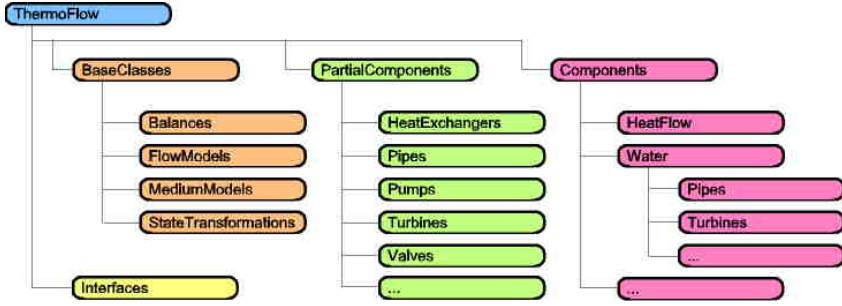 ThermoFlow
BaseClasses
PartialComponents
Components
Balances
HeatExchangers
HeatFlow
FlowModels
Pipes
Water
MediumModels
Pumps
Pipes
StateTransformations
Turbines
Turbines
Valves
...
Interfaces
...
...